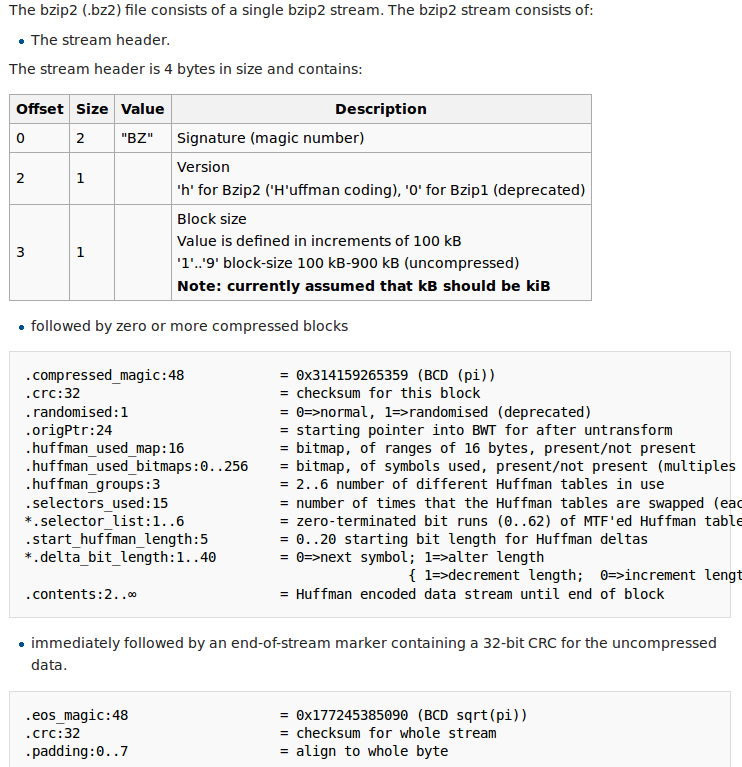 The bzip2 (.bz2) file consists of a single bzip2 stream. The bzip2 stream consists of:
• The stream header.
The stream header is 4 bytes in size and contains:
Offset Size Value Description
0 2 "BZ" Signature (magic number)
2 1 Version
'h' for Bzip2 ('H'uffman coding), '0' for Bzip1 (deprecated)
3 1 Block size
Value is defined in increments of 100 kB
'1'..'9' block-size 100 kB-900 kB (uncompressed)
Note: currently assumed that kB should be kiB
• followed by zero or more compressed blocks
.compressed_magic:48 = 0x314159265359 (BCD (pi))
.crc:32 = checksum for this block
.randomised:1 = 0=>normal, 1=>randomised (deprecated)
.origPtr:24 = starting pointer into BWT for after untransform
.huffman_used_map:16 = bitmap, of ranges of 16 bytes, present/not present
.huffman_used_bitmaps:0..256 = bitmap, of symbols used, present/not present (multiples
.huffman_groups:3 = 2..6 number of different Huffman tables in use
.selectors_used:15 = number of times that the Huffman tables are swapped (eac
*.selector_list:1..6 = zero-terminated bit runs (0..62) of MTF'ed Huffman table
.start_huffman_length:5 = 0..20 starting bit length for Huffman deltas
*.delta_bit_length:1..40 = 0=>next symbol; 1=>alter length
{ 1=>decrement length; 0=>increment lengt
.contents:2..∞ = Huffman encoded data stream until end of block
• immediately followed by an end-of-stream marker containing a 32-bit CRC for the uncompressed
data.
.eos_magic:48 = 0x177245385090 (BCD sqrt(pi))
.crc:32 = checksum for whole stream
.padding:0..7 = align to whole byte